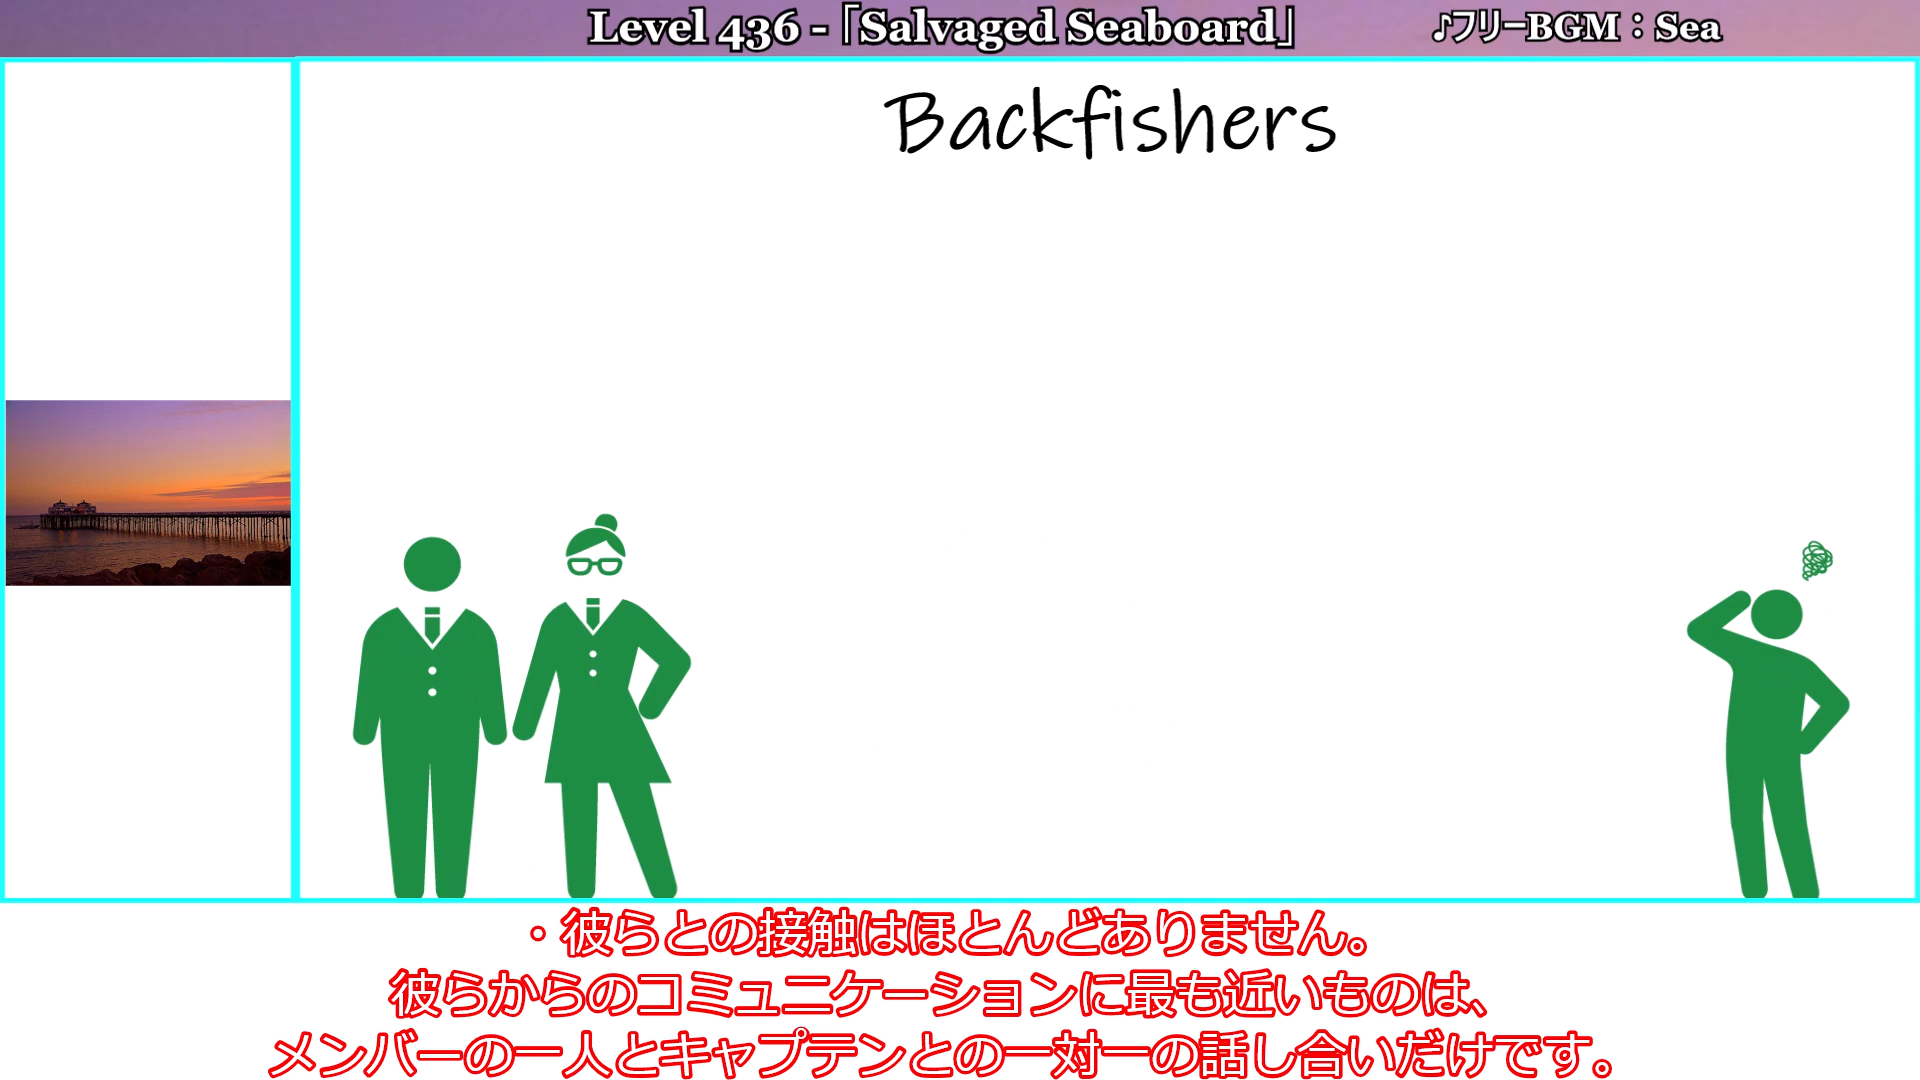 Level 436 -「Salvaged Seaboard」
♪フリーBGM：Sea
Backfishers
・彼らとの接触はほとんどありません。
彼らからのコミュニケーションに最も近いものは、
メンバーの一人とキャプテンとの一対一の話し合いだけです。